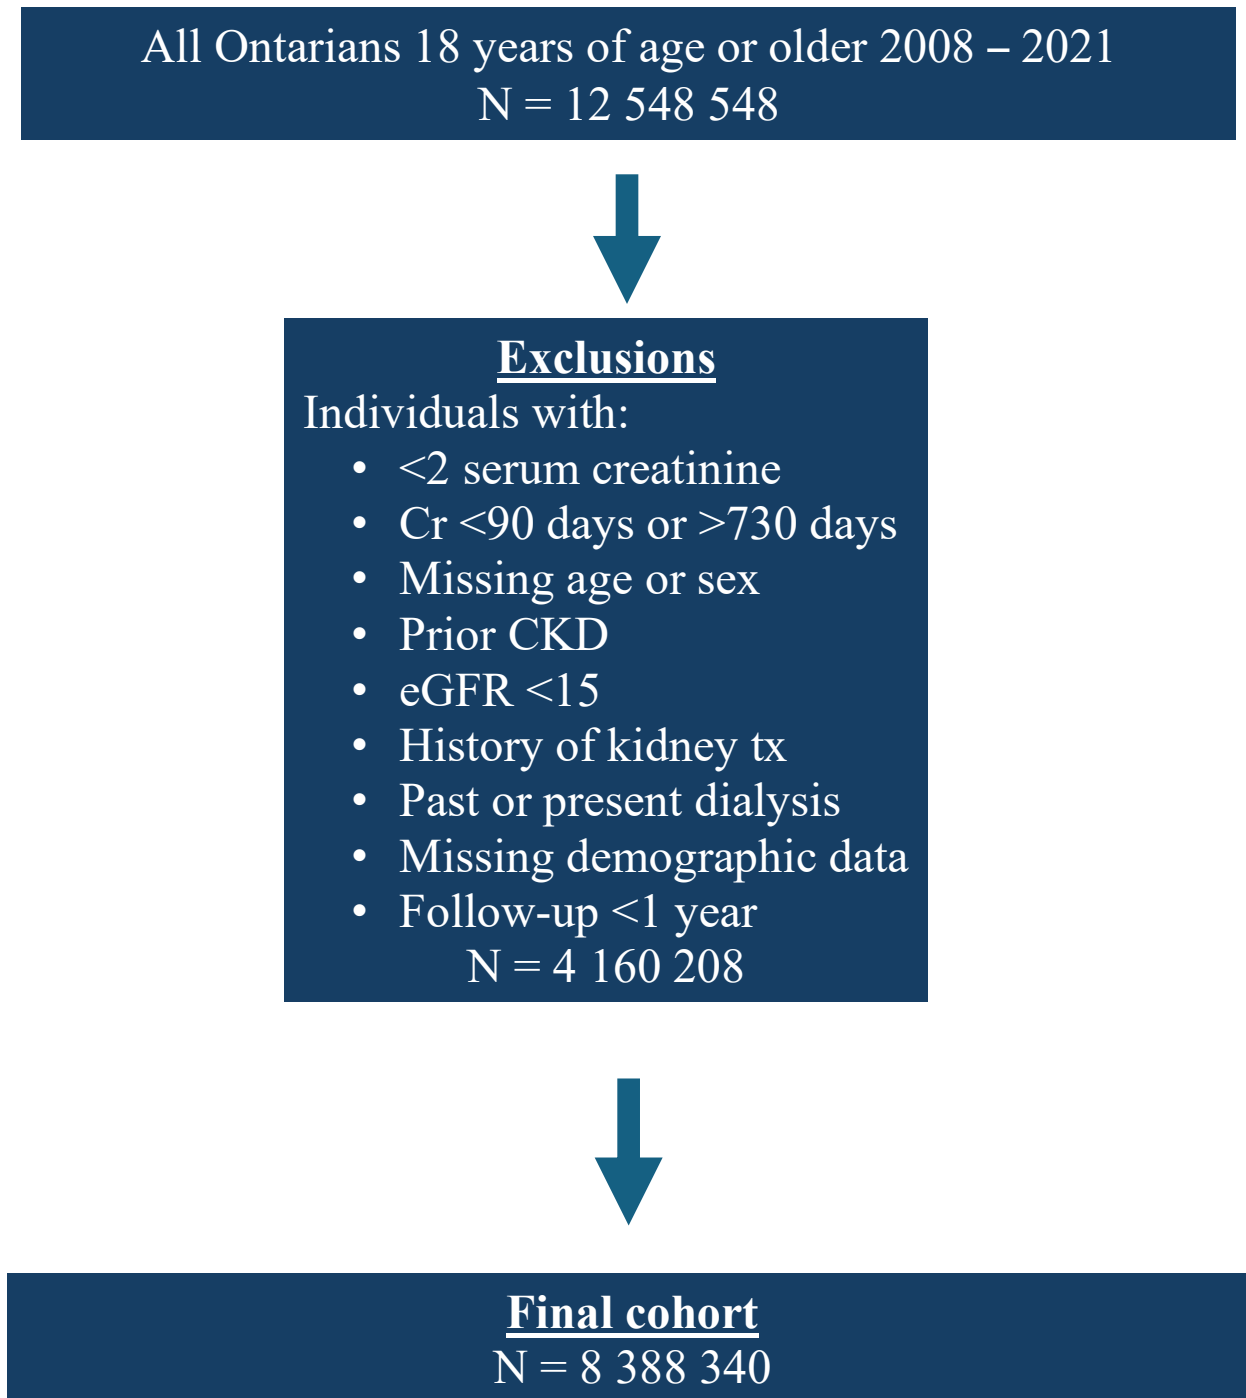 All Ontarians 18 years of age or older 2008 – 2021
N = 12 548 548
Exclusions
Individuals with:
• <2 serum creatinine
• Cr <90 days or >730 days
• Missing age or sex
• Prior CKD
• eGFR <15
• History of kidney tx
• Past or present dialysis
• Missing demographic data
• Follow-up <1 year
N = 4 160 208
Final cohort
N = 8 388 340